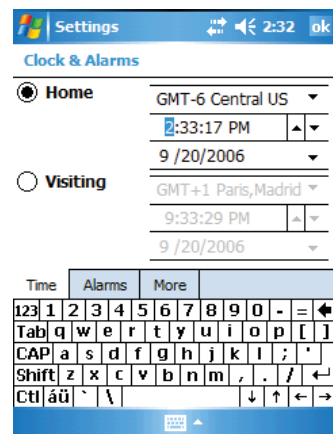 Settings 2:32 ok
Clock & Alarms
Home
GMT-6 Central US
2:33:17 PM
9 /20/2006
Visiting
GMT+1 Paris,Madrid
9:33:29 PM
9 /20/2006
Time Alarms More
123 1 2 3 4 5 6 7 8 9 0 - =
Tab q w e r t y u i o p [ ]
CAP a s d f g h j k l ; '
Shift z x c v b n m , . /
Ctl áü ` \